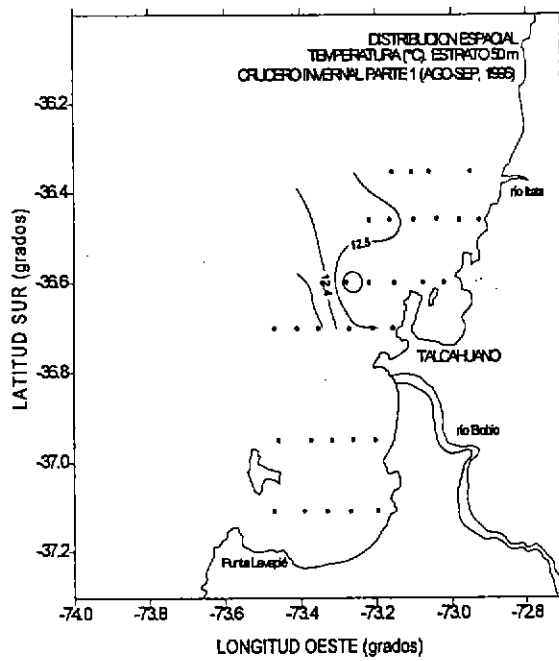 DISTRIBUCION ESPACIAL
TEMPERATURA (°C). ESTRATO 50 m
CRUCERO INVERNAL PARTE 1 (AGO-SEP, 1996)
-36.2
-36.4
-36.6
-36.8
-37.0
-37.2
LATITUD SUR (grados)
río Itata
12.5
12.4
TALCAHUANO
río Biobío
Punta Lavapié
-74.0
-73.8
-73.6
-73.4
-73.2
-73.0
-72.8
LONGITUD OESTE (grados)